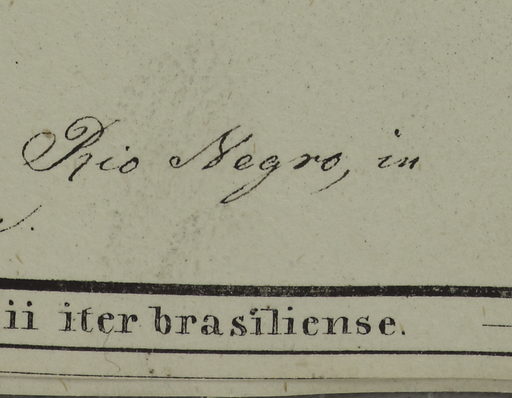 Rio Negro, in
ii iter brasiliense.